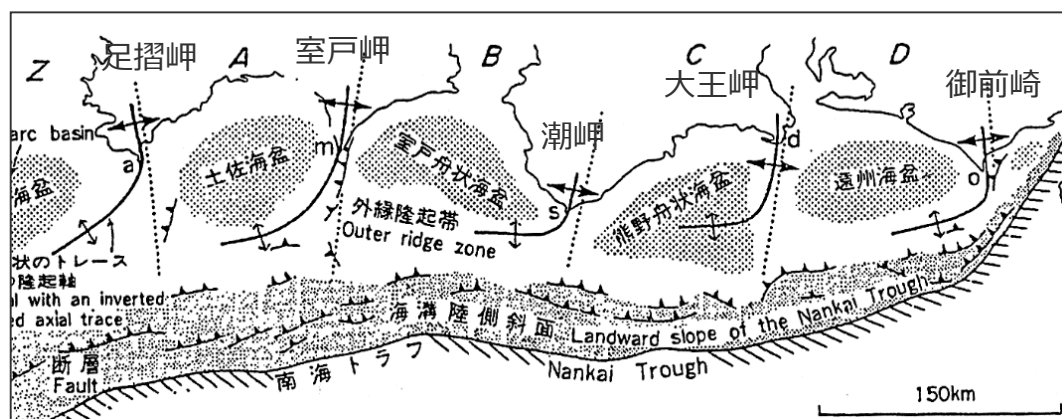 Z
足摺岬
A
室戸岬
B
C
大王岬
D
御前崎
潮岬
arc basin
a
m
s
d
o
海盆
土佐海盆
室戸舟状海盆
熊野舟状海盆
遠州海盆
外縁隆起帯
Outer ridge zone
状のトレース
隆起軸
l with an inverted
ed axial trace
海溝陸側斜面 Landward slope of the Nankai Trough
断層
Fault
南海トラフ
Nankai Trough
150km